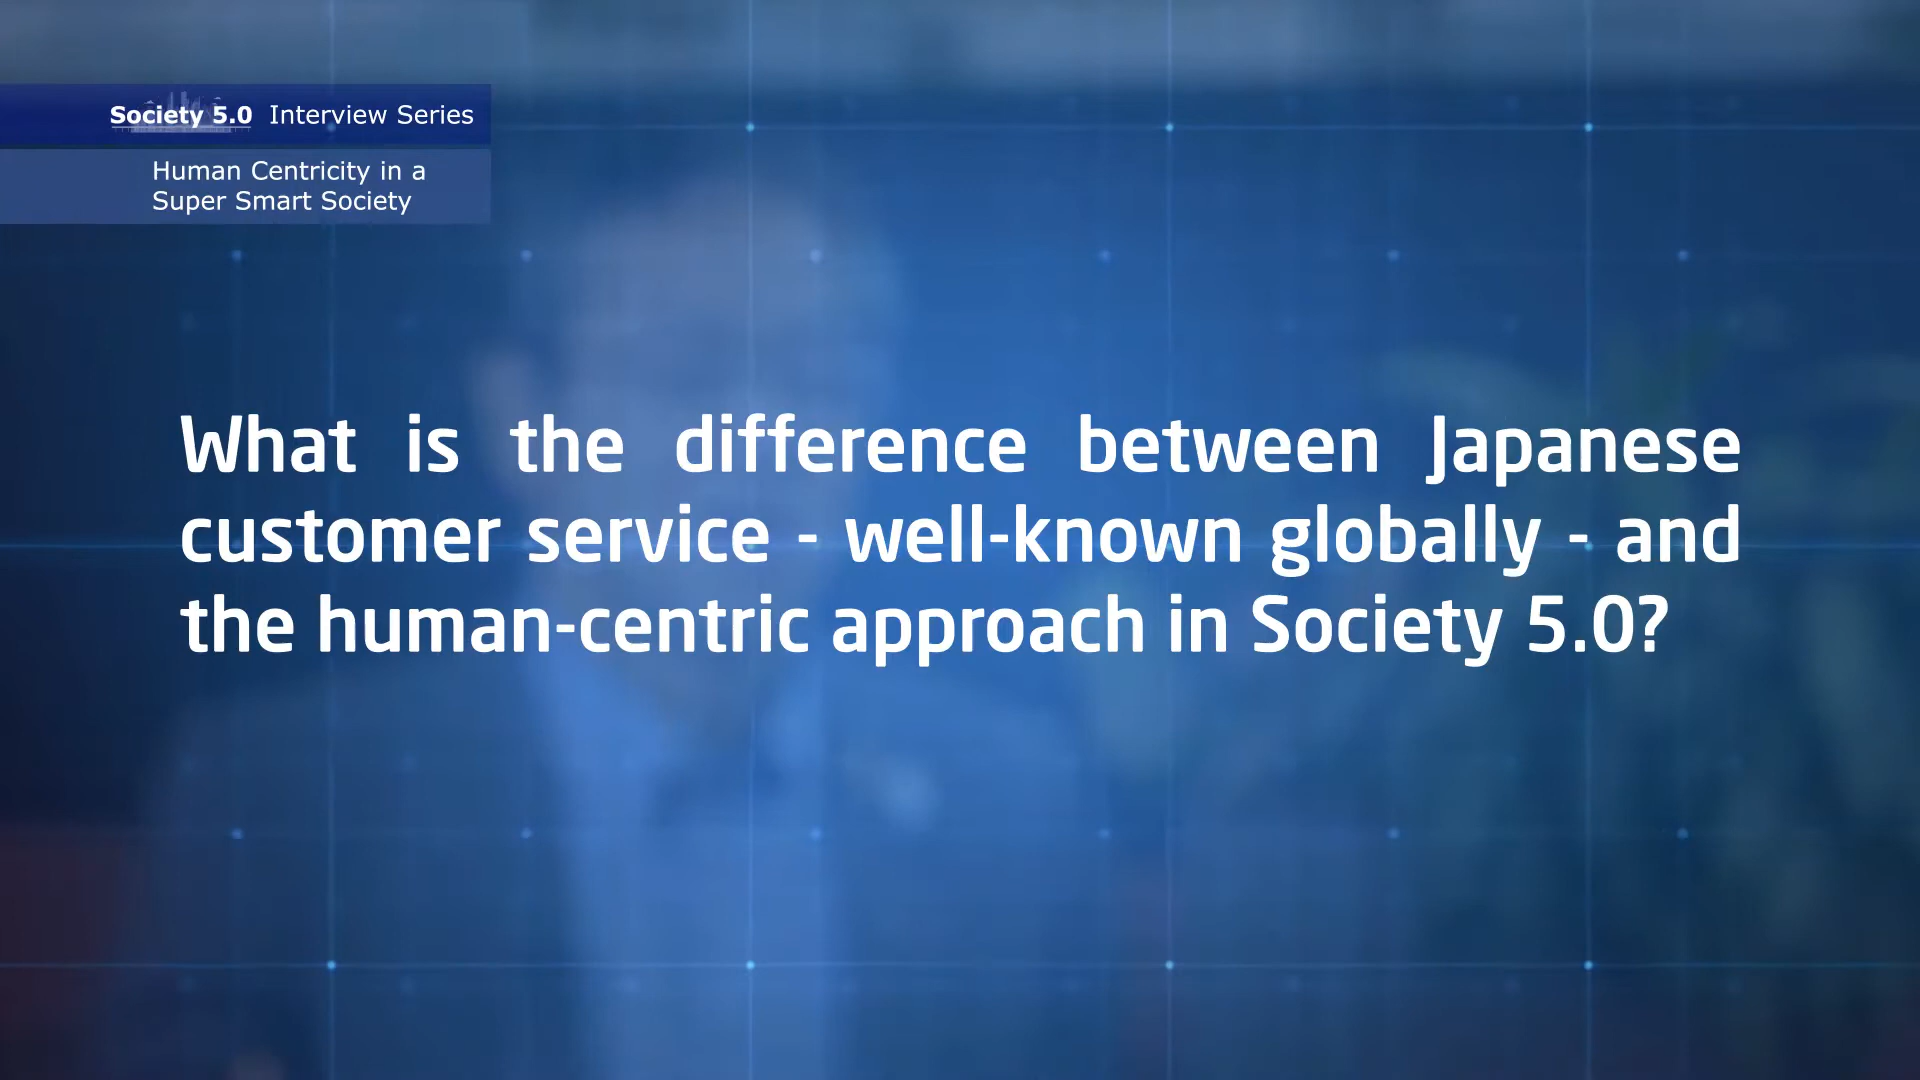 Society 5.0 Interview Series
Human Centricity in a
Super Smart Society
What is the difference between Japanese
customer service - well-known globally - and
the human-centric approach in Society 5.0?